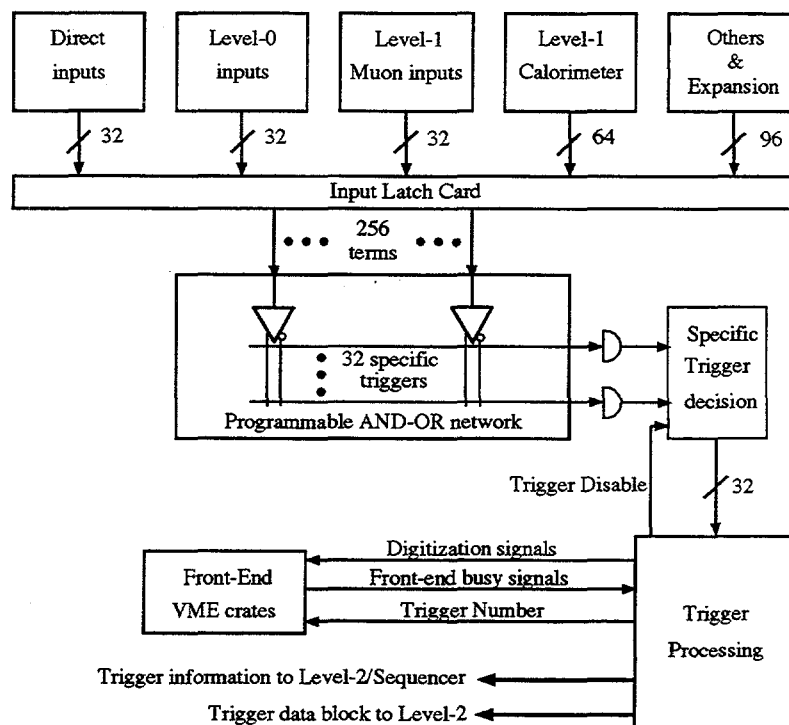 Direct
inputs
Level-0
inputs
Level-1
Muon inputs
Level-1
Calorimeter
Others
&
Expansion
32
32
32
64
96
Input Latch Card
256
terms
32 specific
triggers
Programmable AND-OR network
Specific
Trigger
decision
Trigger Disable
32
Digitization signals
Front-end busy signals
Trigger Number
Front-End
VME crates
Trigger
Processing
Trigger information to Level-2/Sequencer
Trigger data block to Level-2